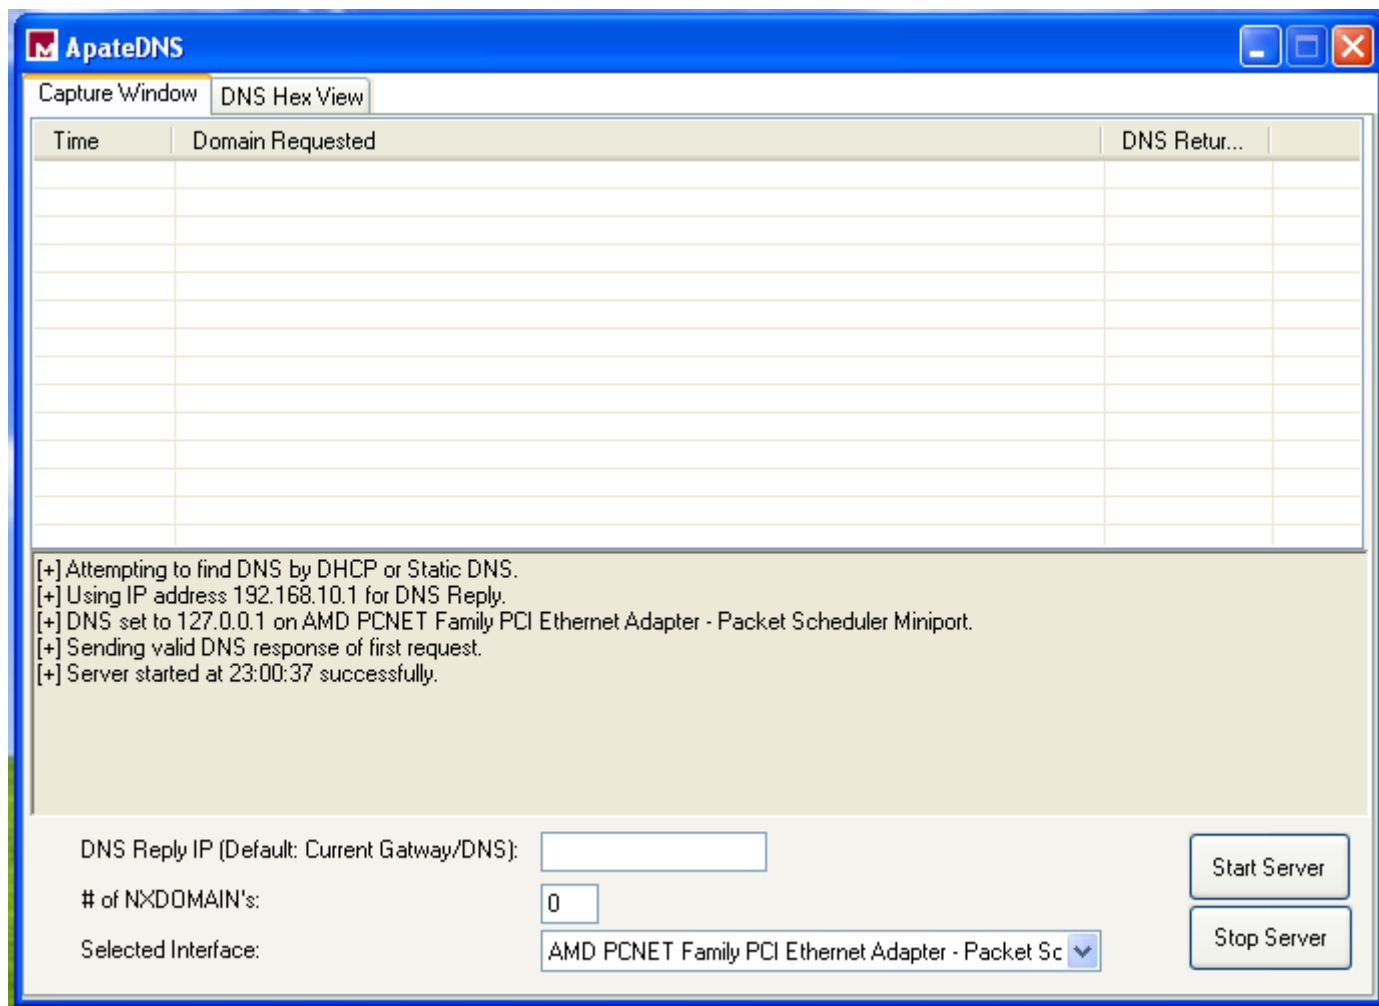 ApateDNS
Capture Window DNS Hex View
Time Domain Requested DNS Retur...
[+] Attempting to find DNS by DHCP or Static DNS.
[+] Using IP address 192.168.10.1 for DNS Reply.
[+] DNS set to 127.0.0.1 on AMD PCNET Family PCI Ethernet Adapter - Packet Scheduler Miniport.
[+] Sending valid DNS response of first request.
[+] Server started at 23:00:37 successfully.
DNS Reply IP (Default: Current Gatway/DNS):
Start Server
# of NXDOMAIN's: 0
Stop Server
Selected Interface: AMD PCNET Family PCI Ethernet Adapter - Packet Sc